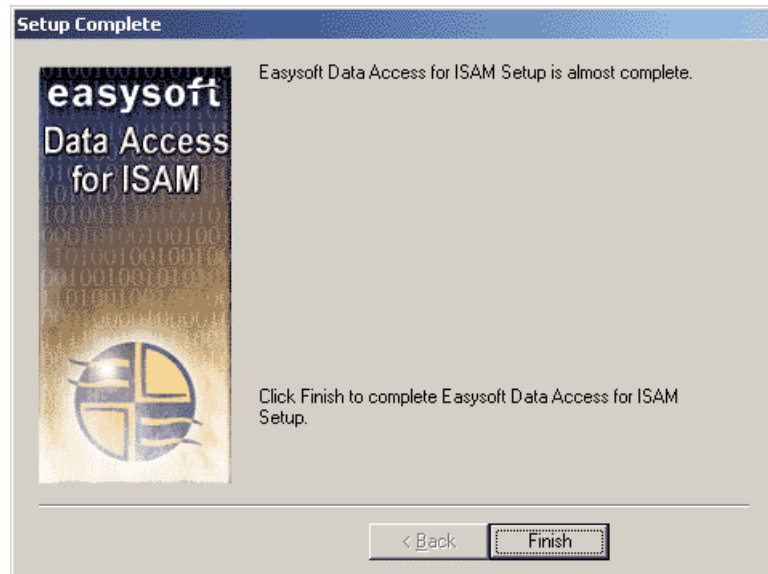 Setup Complete
easysoft
Data Access
for ISAM
Easysoft Data Access for ISAM Setup is almost complete.
Click Finish to complete Easysoft Data Access for ISAM
Setup.
< Back
Finish